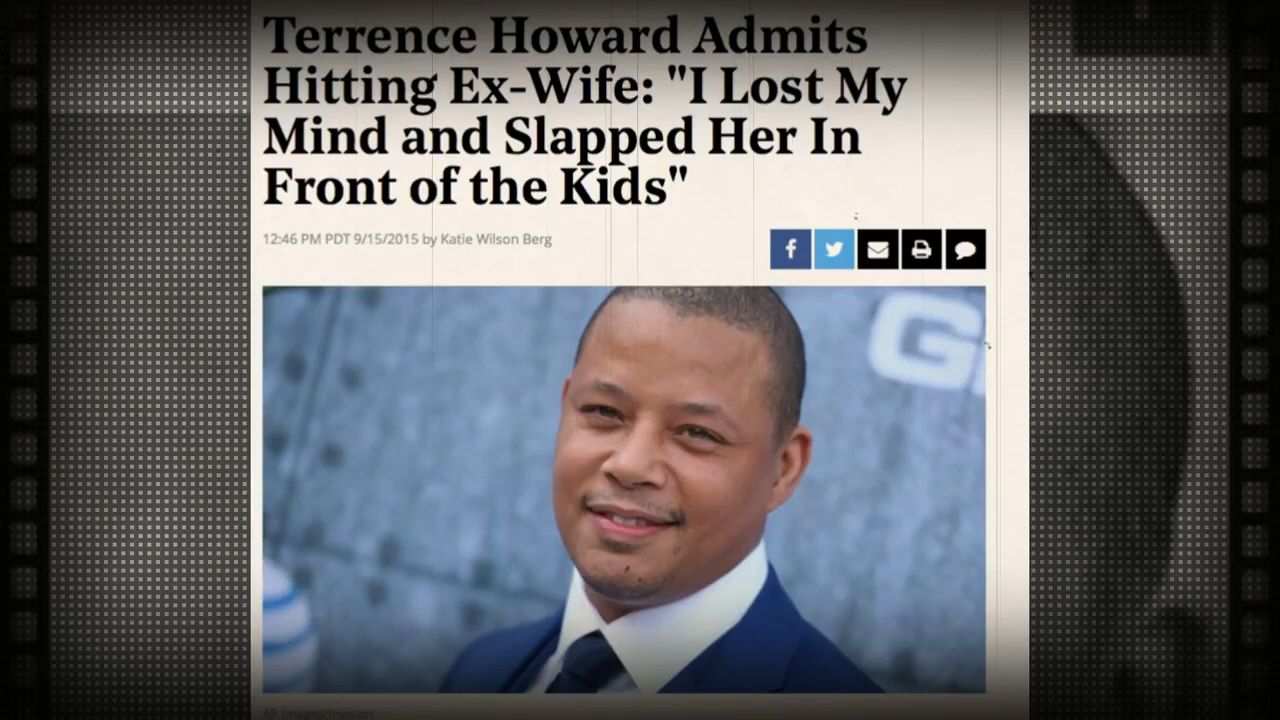 Terrence Howard Admits
Hitting Ex-Wife: "I Lost My
Mind and Slapped Her In
Front of the Kids"
12:46 PM PDT 9/15/2015 by Katie Wilson Berg
f
G